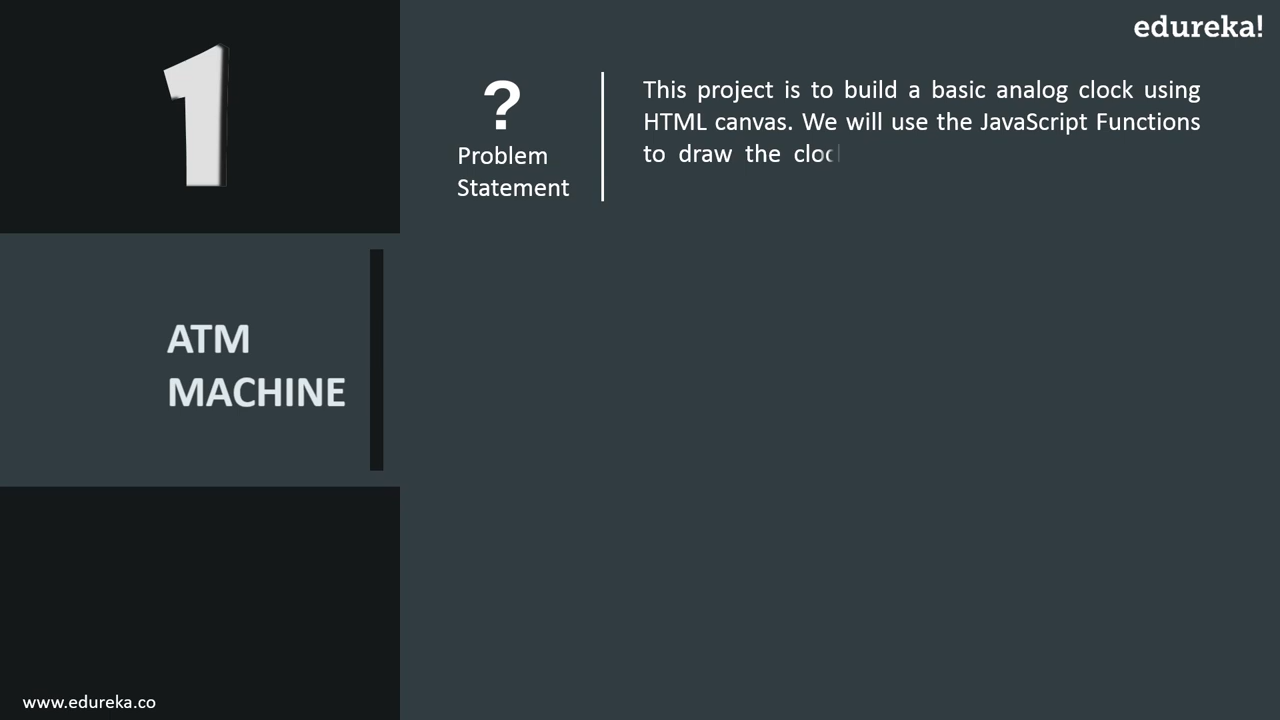 edureka!
1
?
Problem
Statement
This project is to build a basic analog clock using
HTML canvas. We will use the JavaScript Functions
to draw the
ATM
MACHINE
www.edureka.co